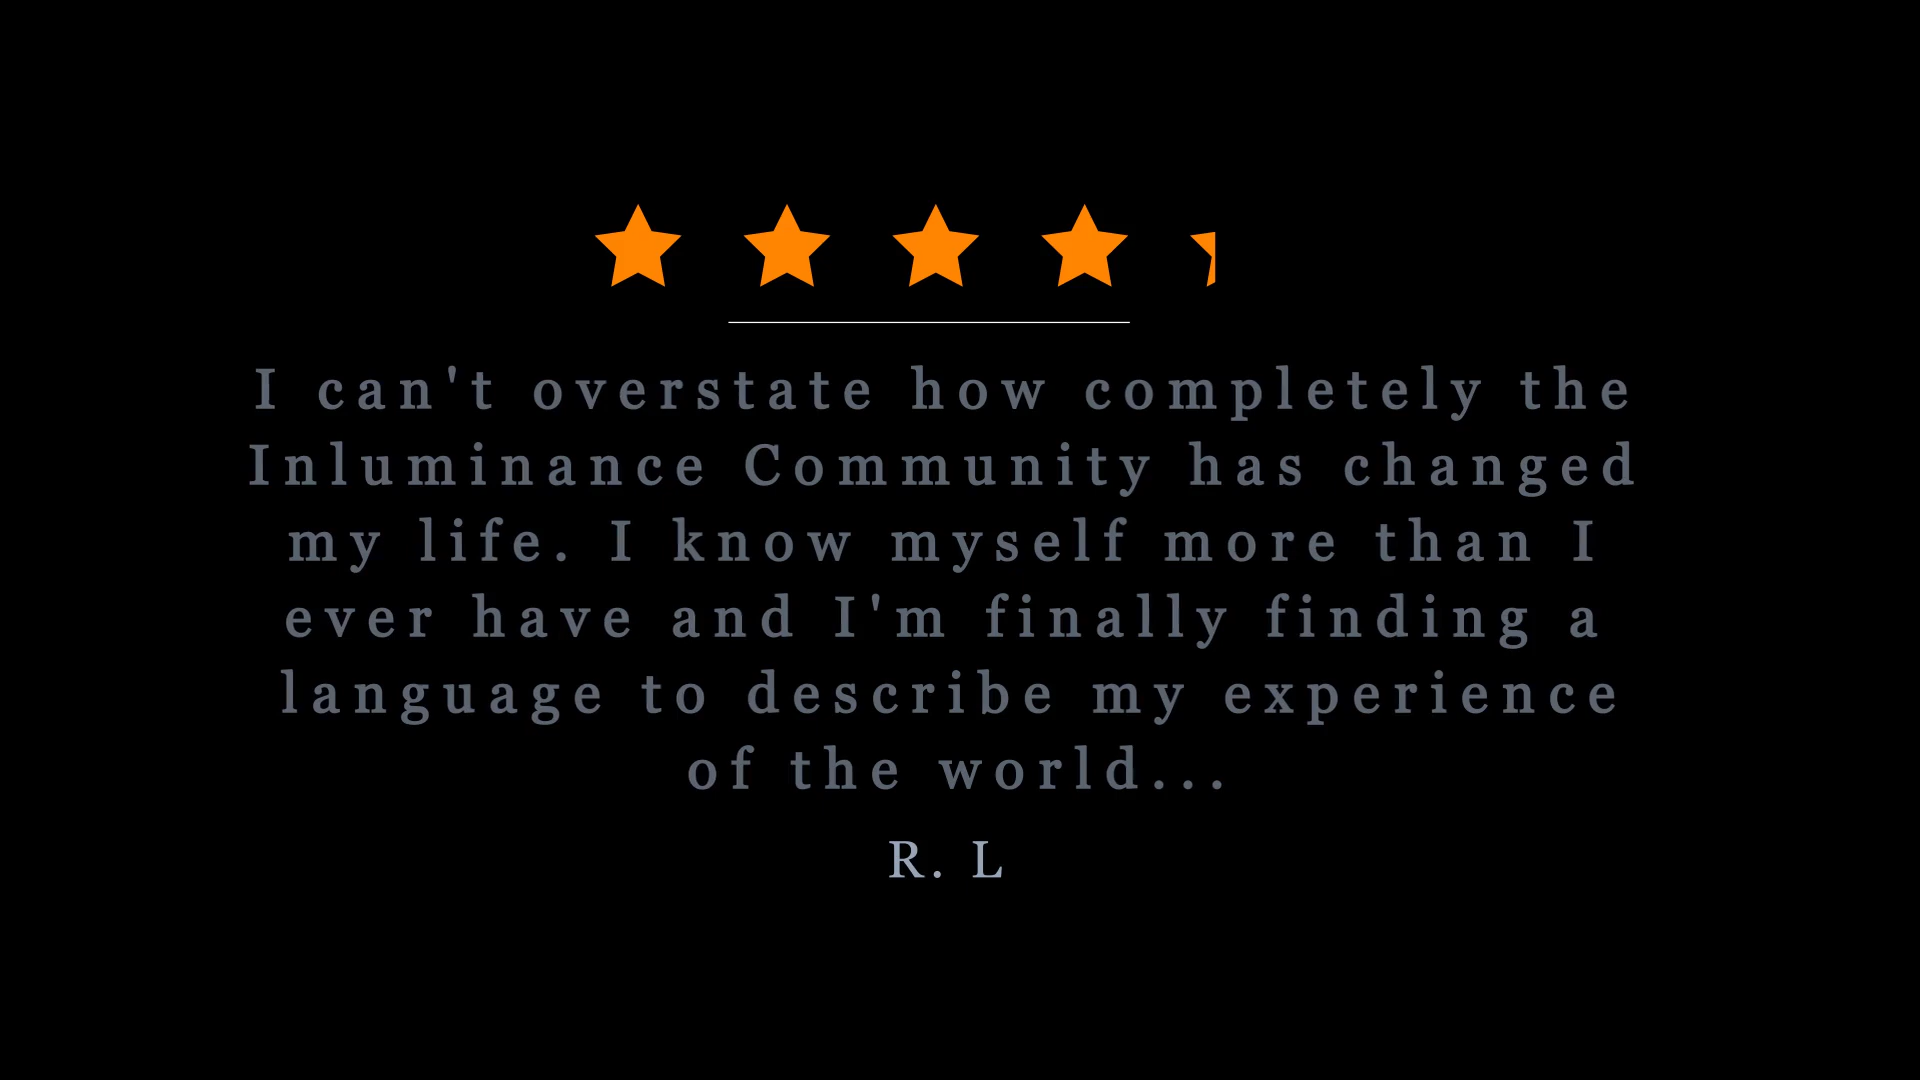 I can't overstate how completely the
Inluminance Community has changed
my life. I know myself more than I
ever have and I'm finally finding a
language to describe my experience
of the world...
R. L